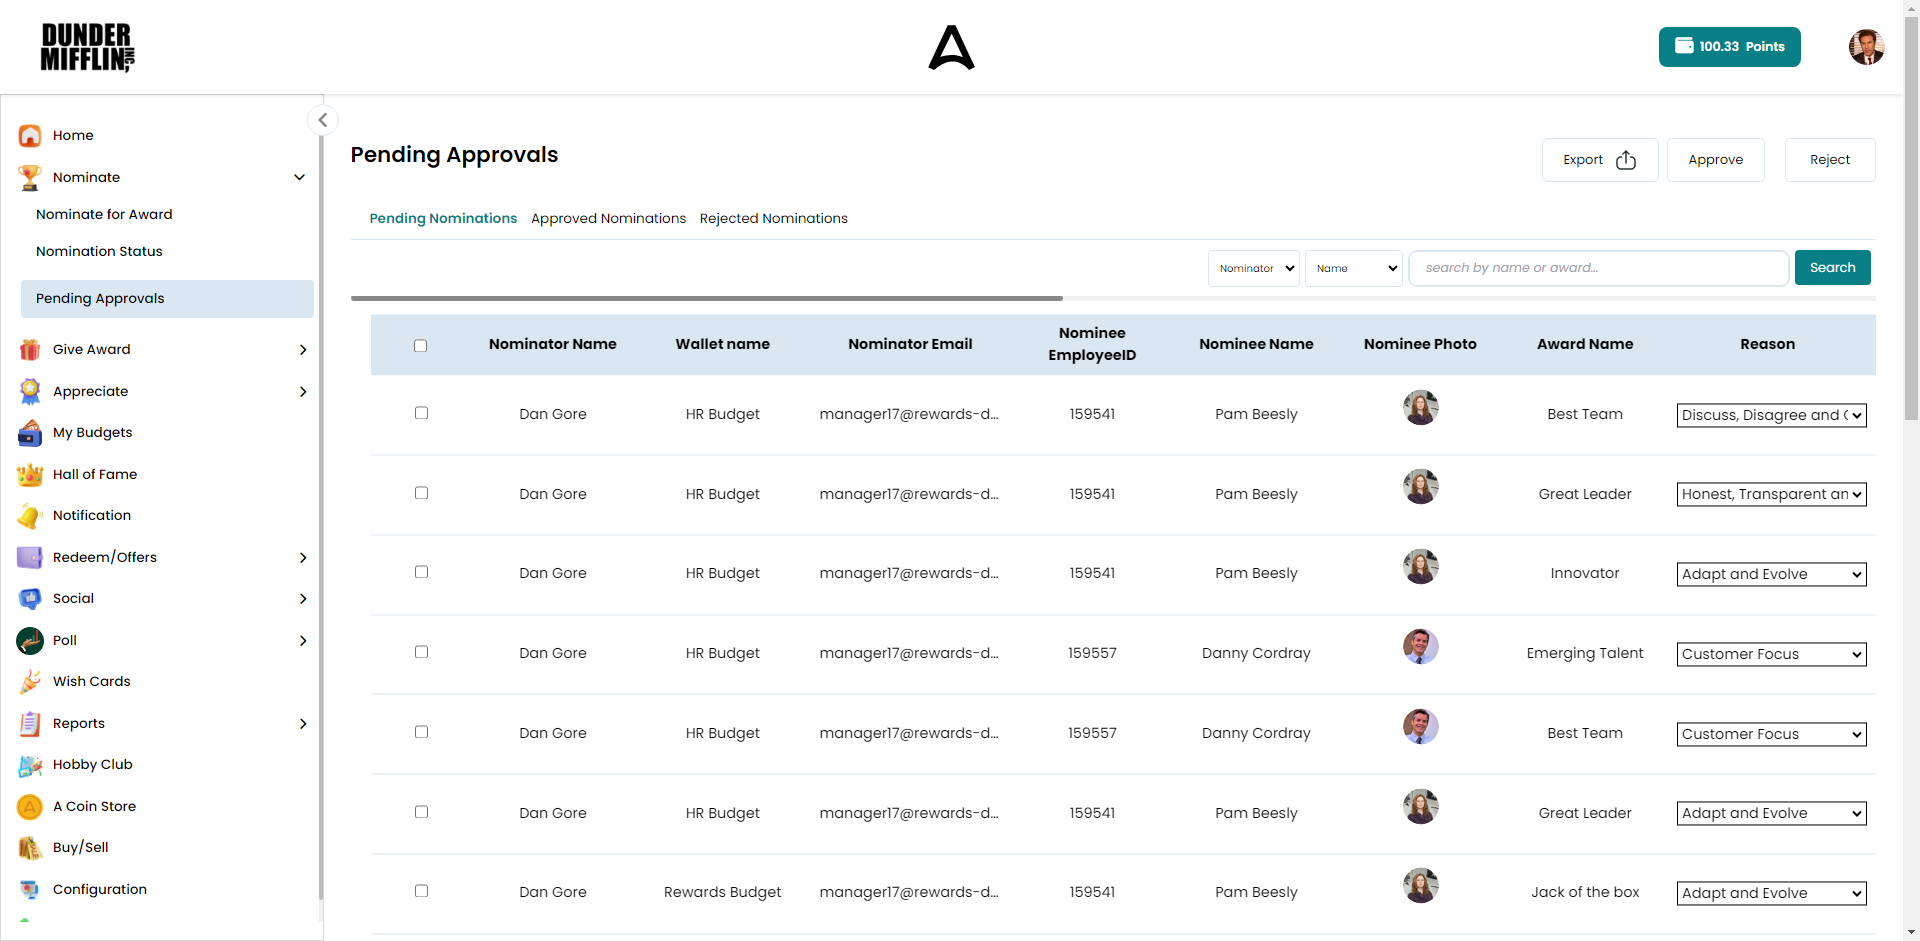 DUNDER
MIFFLIN INC,
100.33 Points
Home
Nominate
Nominate for Award
Nomination Status
Pending Approvals
Give Award
Appreciate
My Budgets
Hall of Fame
Notification
Redeem/Offers
Social
Poll
Wish Cards
Reports
Hobby Club
A Coin Store
Buy/Sell
Configuration
Pending Approvals
Export
Approve
Reject
Pending Nominations Approved Nominations Rejected Nominations
Nominator Name search by name or award... Search
Nominator Name Wallet name Nominator Email Nominee EmployeeID Nominee Name Nominee Photo Award Name Reason
Dan Gore HR Budget manager17@rewards-d... 159541 Pam Beesly Best Team Discuss, Disagree and C
Dan Gore HR Budget manager17@rewards-d... 159541 Pam Beesly Great Leader Honest, Transparent an
Dan Gore HR Budget manager17@rewards-d... 159541 Pam Beesly Innovator Adapt and Evolve
Dan Gore HR Budget manager17@rewards-d... 159557 Danny Cordray Emerging Talent Customer Focus
Dan Gore HR Budget manager17@rewards-d... 159557 Danny Cordray Best Team Customer Focus
Dan Gore HR Budget manager17@rewards-d... 159541 Pam Beesly Great Leader Adapt and Evolve
Dan Gore Rewards Budget manager17@rewards-d... 159541 Pam Beesly Jack of the box Adapt and Evolve